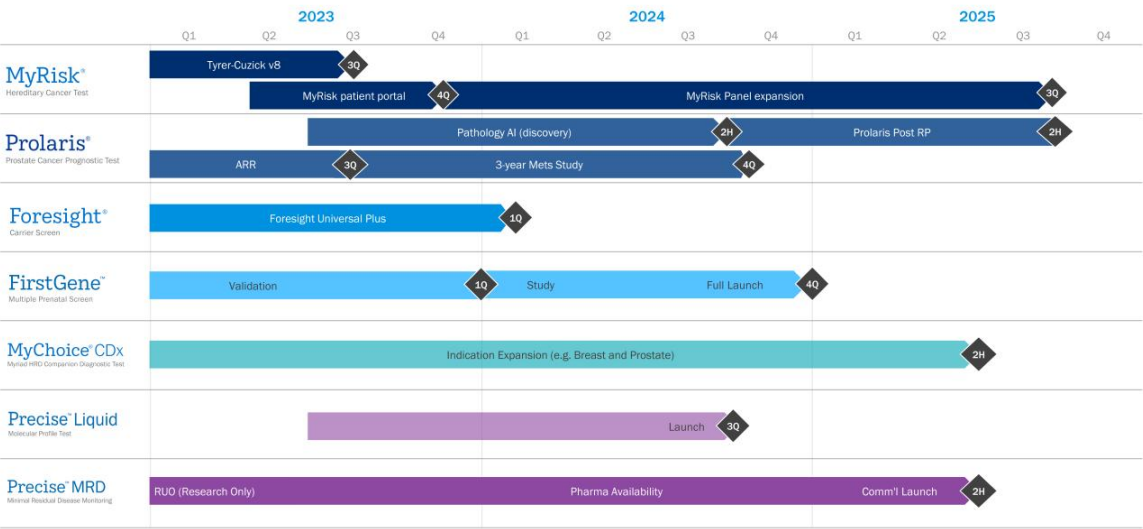 2023 2024 2025
Q1 Q2 Q3 Q4 Q1 Q2 Q3 Q4 Q1 Q2 Q3 Q4
MyRisk®
Hereditary Cancer Test
Tyrer-Cuzick v8 3Q
MyRisk patient portal 4Q MyRisk Panel expansion 3Q
Prolaris®
Prostate Cancer Prognostic Test
Pathology AI (discovery) 2H Prolaris Post RP 2H
ARR 3Q 3-year Mets Study 4Q
Foresight®
Carrier Screen
Foresight Universal Plus 1Q
FirstGene™
Multiple Prenatal Screen
Validation 1Q Study Full Launch 4Q
MyChoice®CDx
Myriad HRD Companion Diagnostic Test
Indication Expansion (e.g. Breast and Prostate) 2H
Precise™ Liquid
Molecular Profile Test
Launch 3Q
Precise™ MRD
Minimal Residual Disease Monitoring
RUO (Research Only) Pharma Availability Comm'l Launch 2H